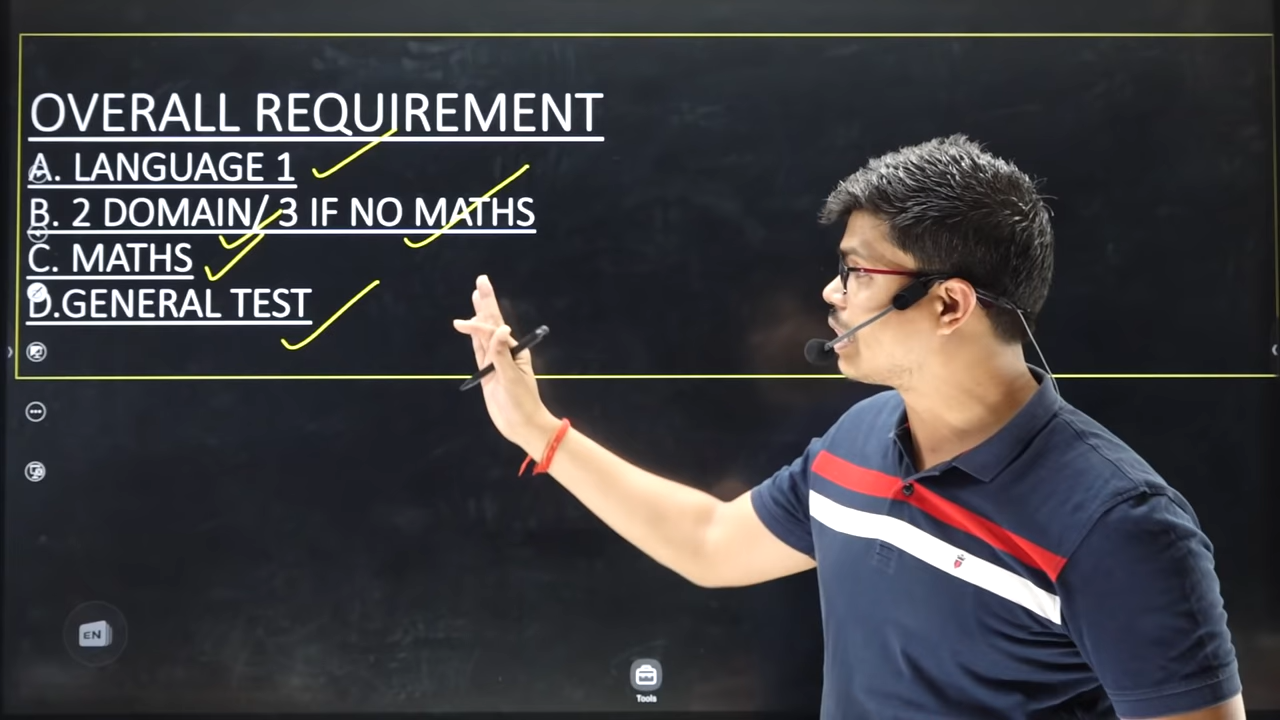 OVERALL REQUIREMENT
A. LANGUAGE 1
B. 2 DOMAIN/ 3 IF NO MATHS
C. MATHS
D.GENERAL TEST
EN
Tools